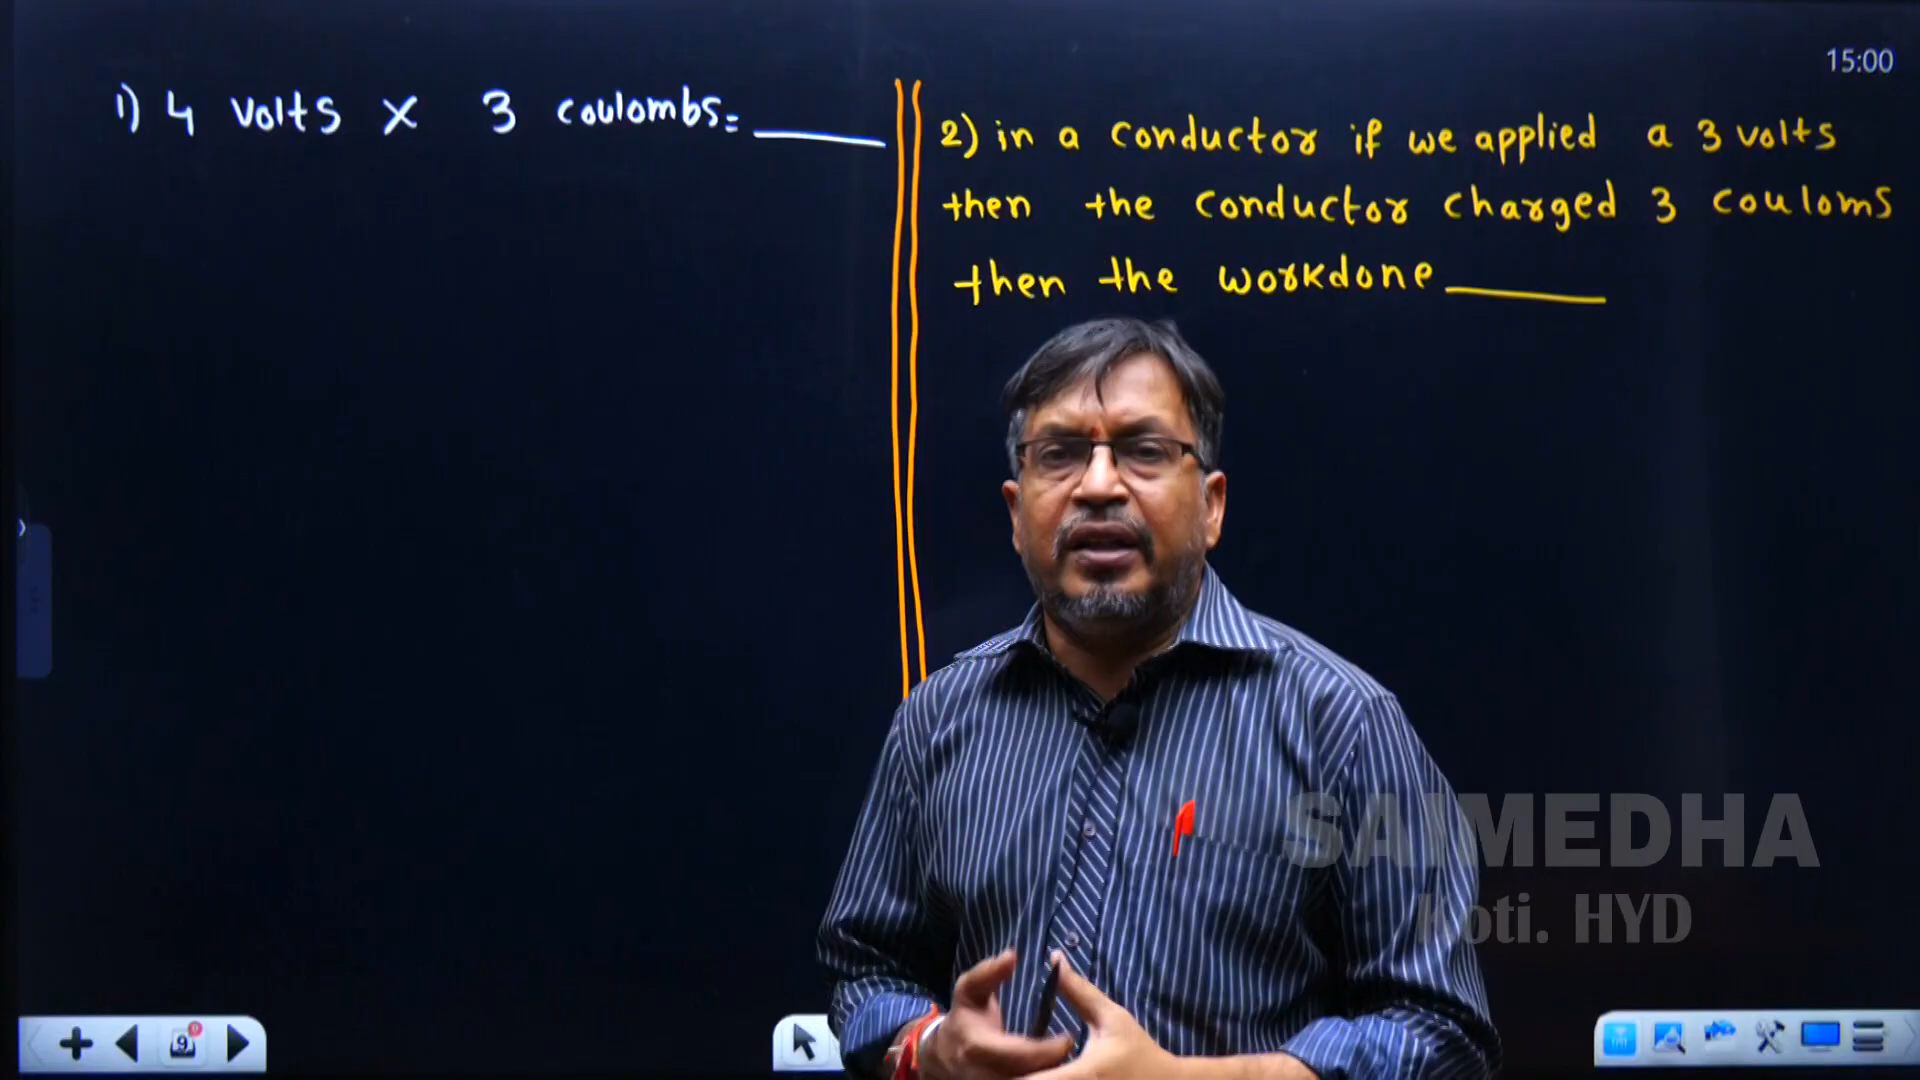 1) 4 volts x 3 coulombs= ____
15:00
2) in a conductor if we applied a 3 volts
then the conductor charged 3 couloms
then the workdone ____
SAIMEDHA
Koti. HYD
9